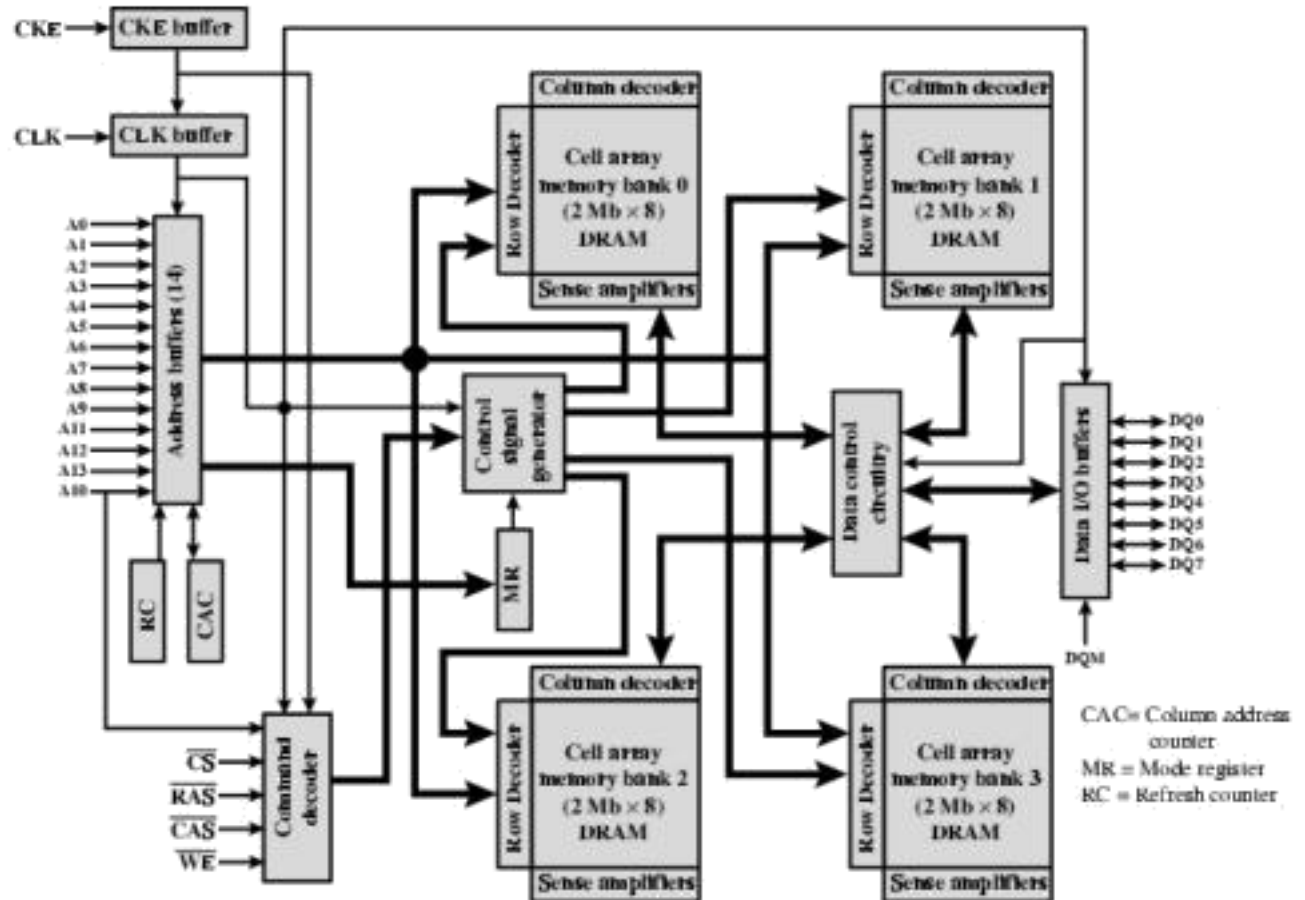 CKE
CKE buffer
CLK
CLK buffer
A0
A1
A2
A3
A4
A5
A6
A7
A8
A9
A11
A12
A13
A10
Address buffers (14)
RC
CAC
Column decoder
Row Decoder
Cell array
memory bank 0
(2 Mb × 8)
DRAM
Sense amplifiers
Column decoder
Row Decoder
Cell array
memory bank 1
(2 Mb × 8)
DRAM
Sense amplifiers
Control
signal
generator
MR
Data control
circuitry
Data I/O buffers
DQ0
DQ1
DQ2
DQ3
DQ4
DQ5
DQ6
DQ7
DQM
C̅S̅
R̅A̅S̅
C̅A̅S̅
W̅E̅
Command
decoder
Column decoder
Row Decoder
Cell array
memory bank 2
(2 Mb × 8)
DRAM
Sense amplifiers
Column decoder
Row Decoder
Cell array
memory bank 3
(2 Mb × 8)
DRAM
Sense amplifiers
CAC= Column address
counter
MR = Mode register
RC = Refresh counter